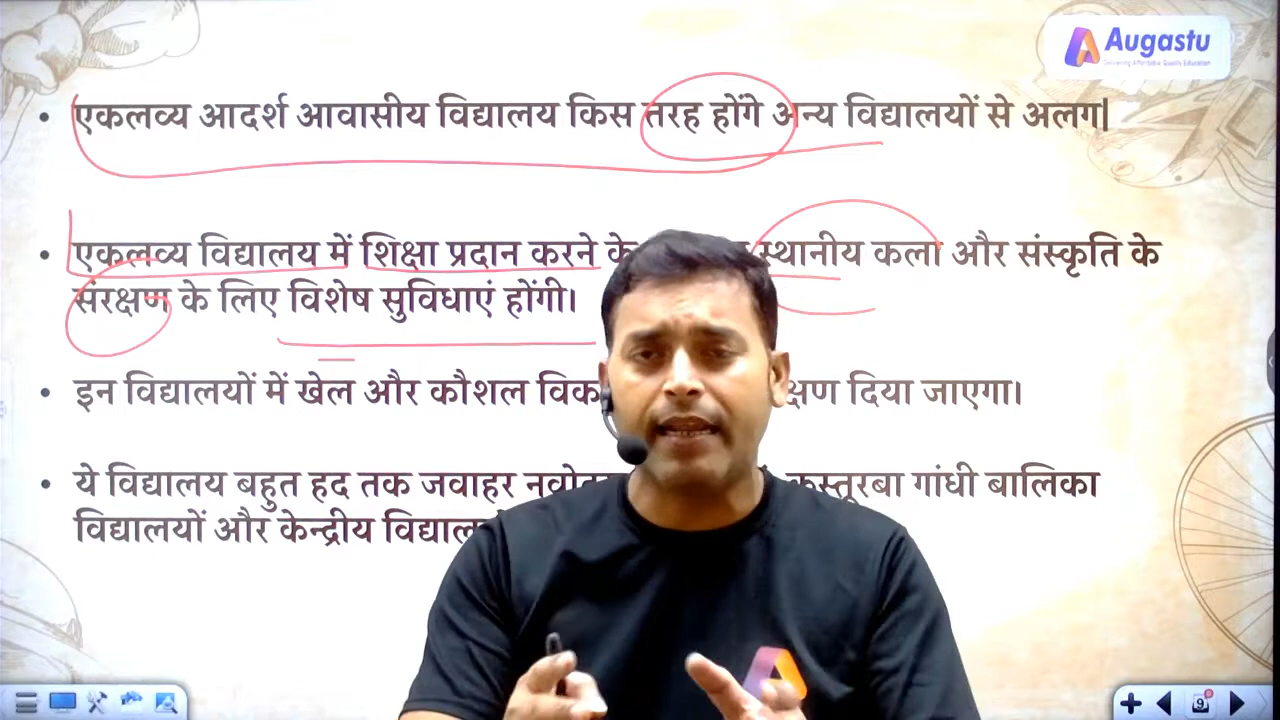 Augastu
एकलव्य आदर्श आवासीय विद्यालय किस तरह होंगे अन्य विद्यालयों से अलग|
एकलव्य विद्यालय में शिक्षा प्रदान करने के स्थानीय कला और संस्कृति के
संरक्षण के लिए विशेष सुविधाएं होंगी।
इन विद्यालयों में खेल और कौशल दिया जाएगा।
ये विद्यालय बहुत हद तक जवाहर कस्तूरबा गांधी बालिका
विद्यालयों और केन्द्रीय
9